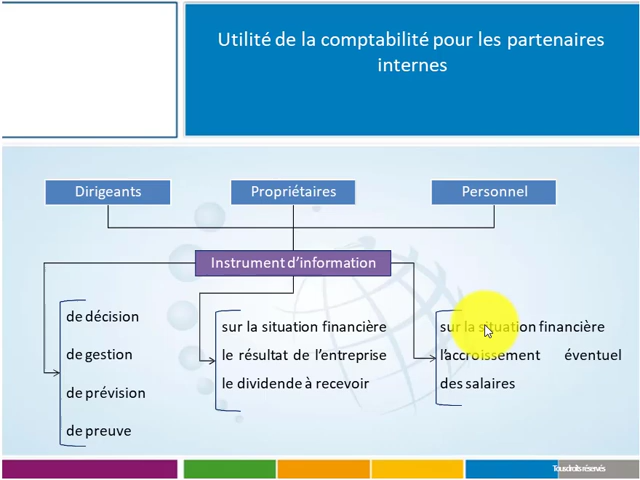 Utilité de la comptabilité pour les partenaires
internes
Dirigeants
Propriétaires
Personnel
Instrument d'information
de décision
de gestion
de prévision
de preuve
sur la situation financière
le résultat de l'entreprise
le dividende à recevoir
sur la situation financière
l'accroissement éventuel
des salaires
Tous droits réservés